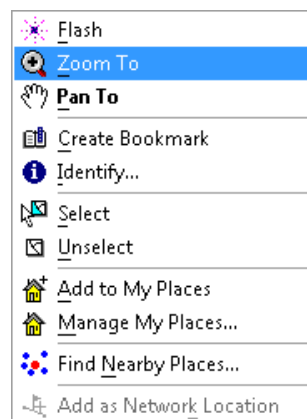 Flash
Zoom To
Pan To
Create Bookmark
Identify...
Select
Unselect
Add to My Places
Manage My Places...
Find Nearby Places...
Add as Network Location